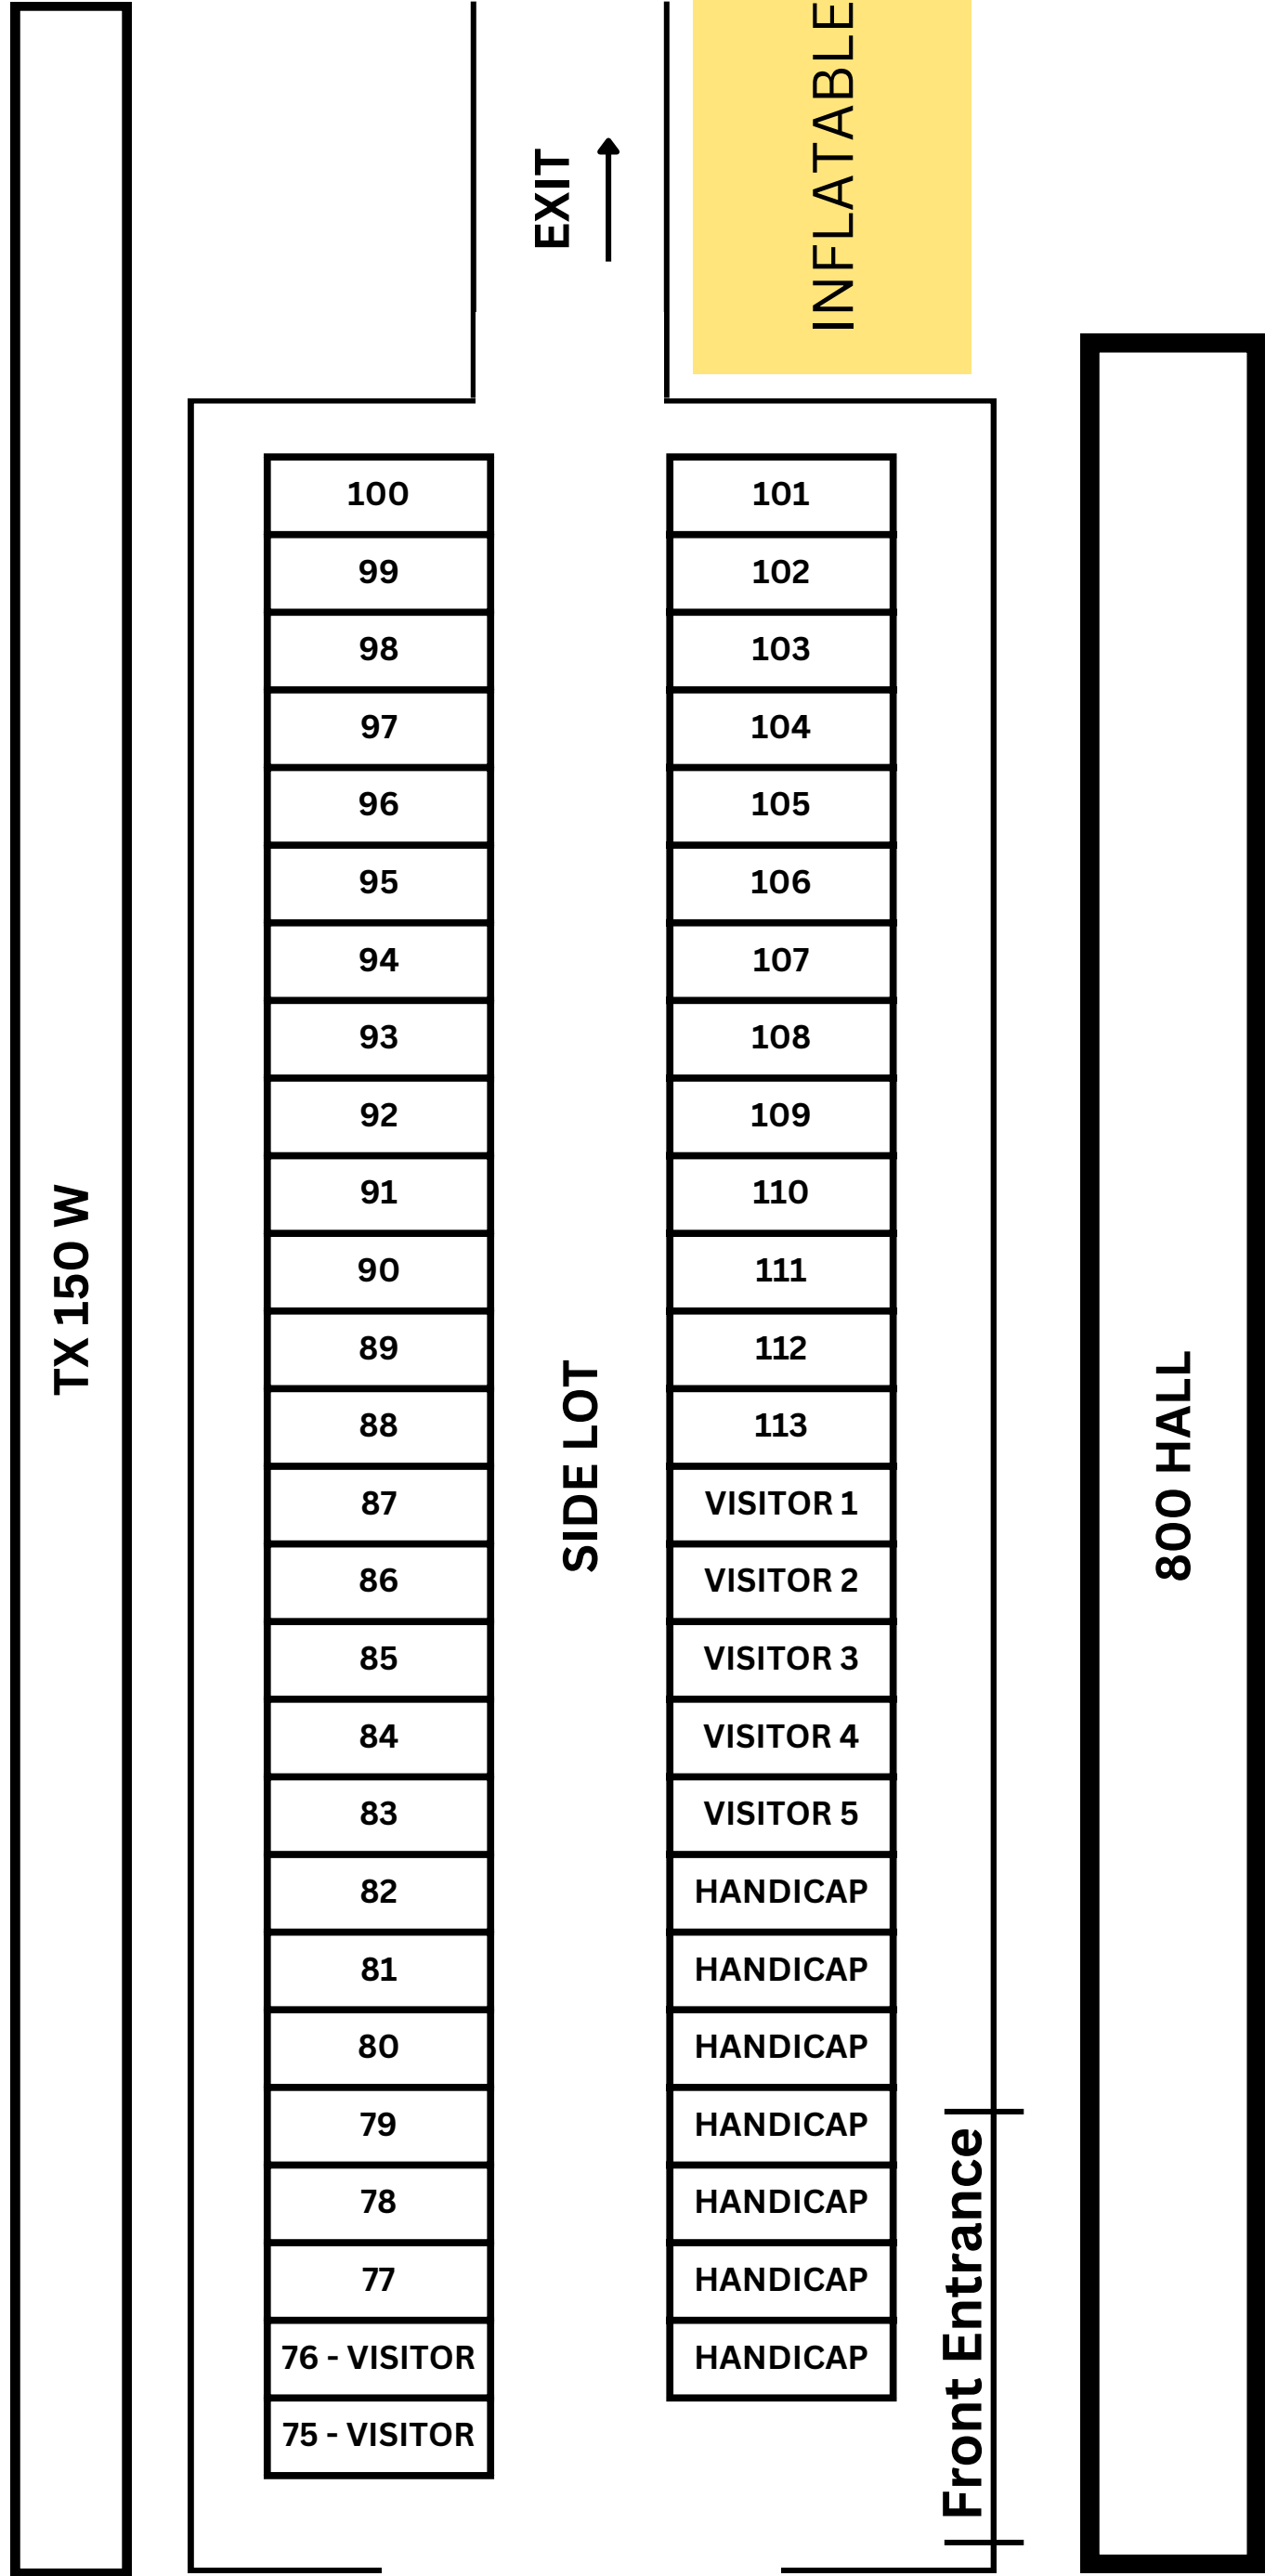 INFLATABLE
EXIT
100
99
98
97
96
95
94
93
92
91
90
89
88
87
86
85
84
83
82
81
80
79
78
77
76 - VISITOR
75 - VISITOR
101
102
103
104
105
106
107
108
109
110
111
112
113
VISITOR 1
VISITOR 2
VISITOR 3
VISITOR 4
VISITOR 5
HANDICAP
HANDICAP
HANDICAP
HANDICAP
HANDICAP
HANDICAP
HANDICAP
TX 150 W
SIDE LOT
800 HALL
Front Entrance